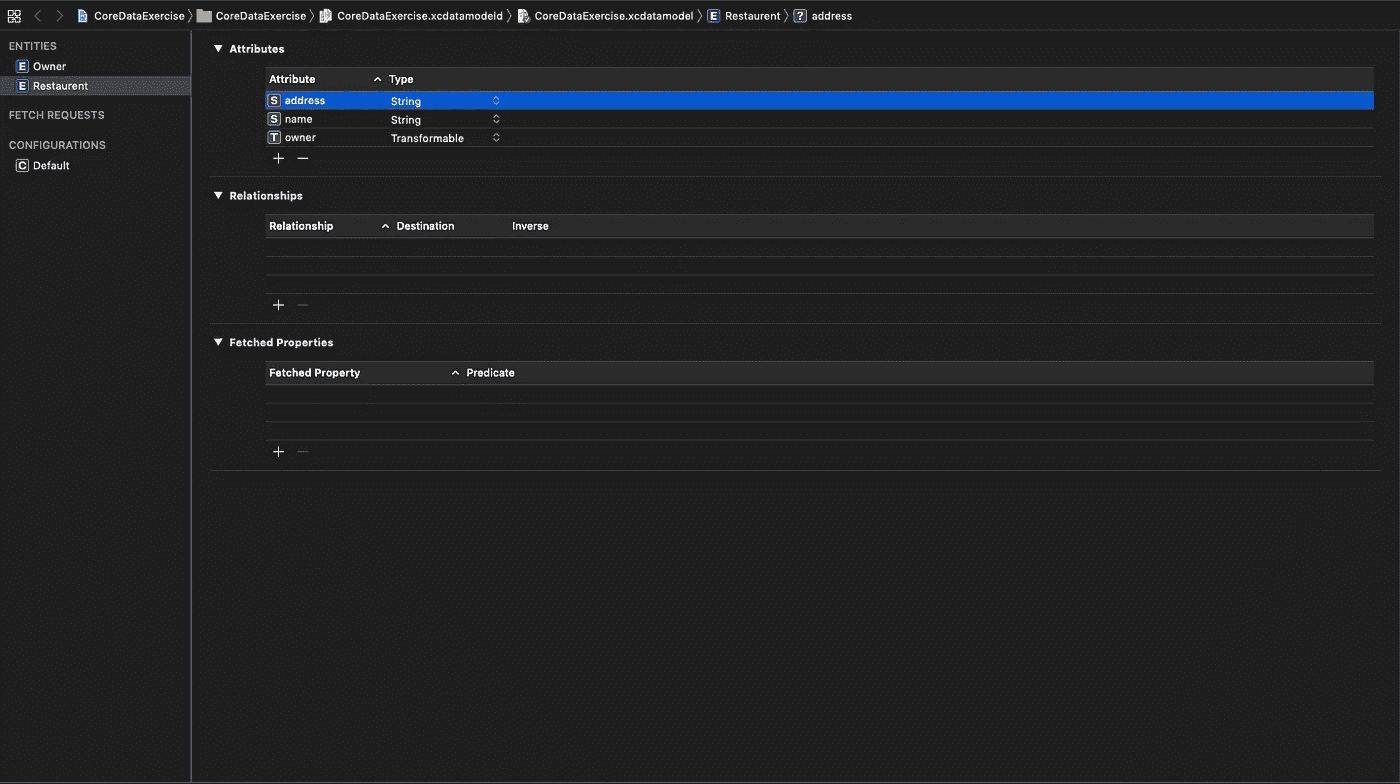 CoreDataExercise CoreDataExercise CoreDataExercise.xcdatamodeld CoreDataExercise.xcdatamodel E Restaurent ? address
ENTITIES
E Owner
E Restaurent
FETCH REQUESTS
CONFIGURATIONS
C Default
Attributes
Attribute Type
S address String
S name String
T owner Transformable
Relationships
Relationship Destination Inverse
Fetched Properties
Fetched Property Predicate